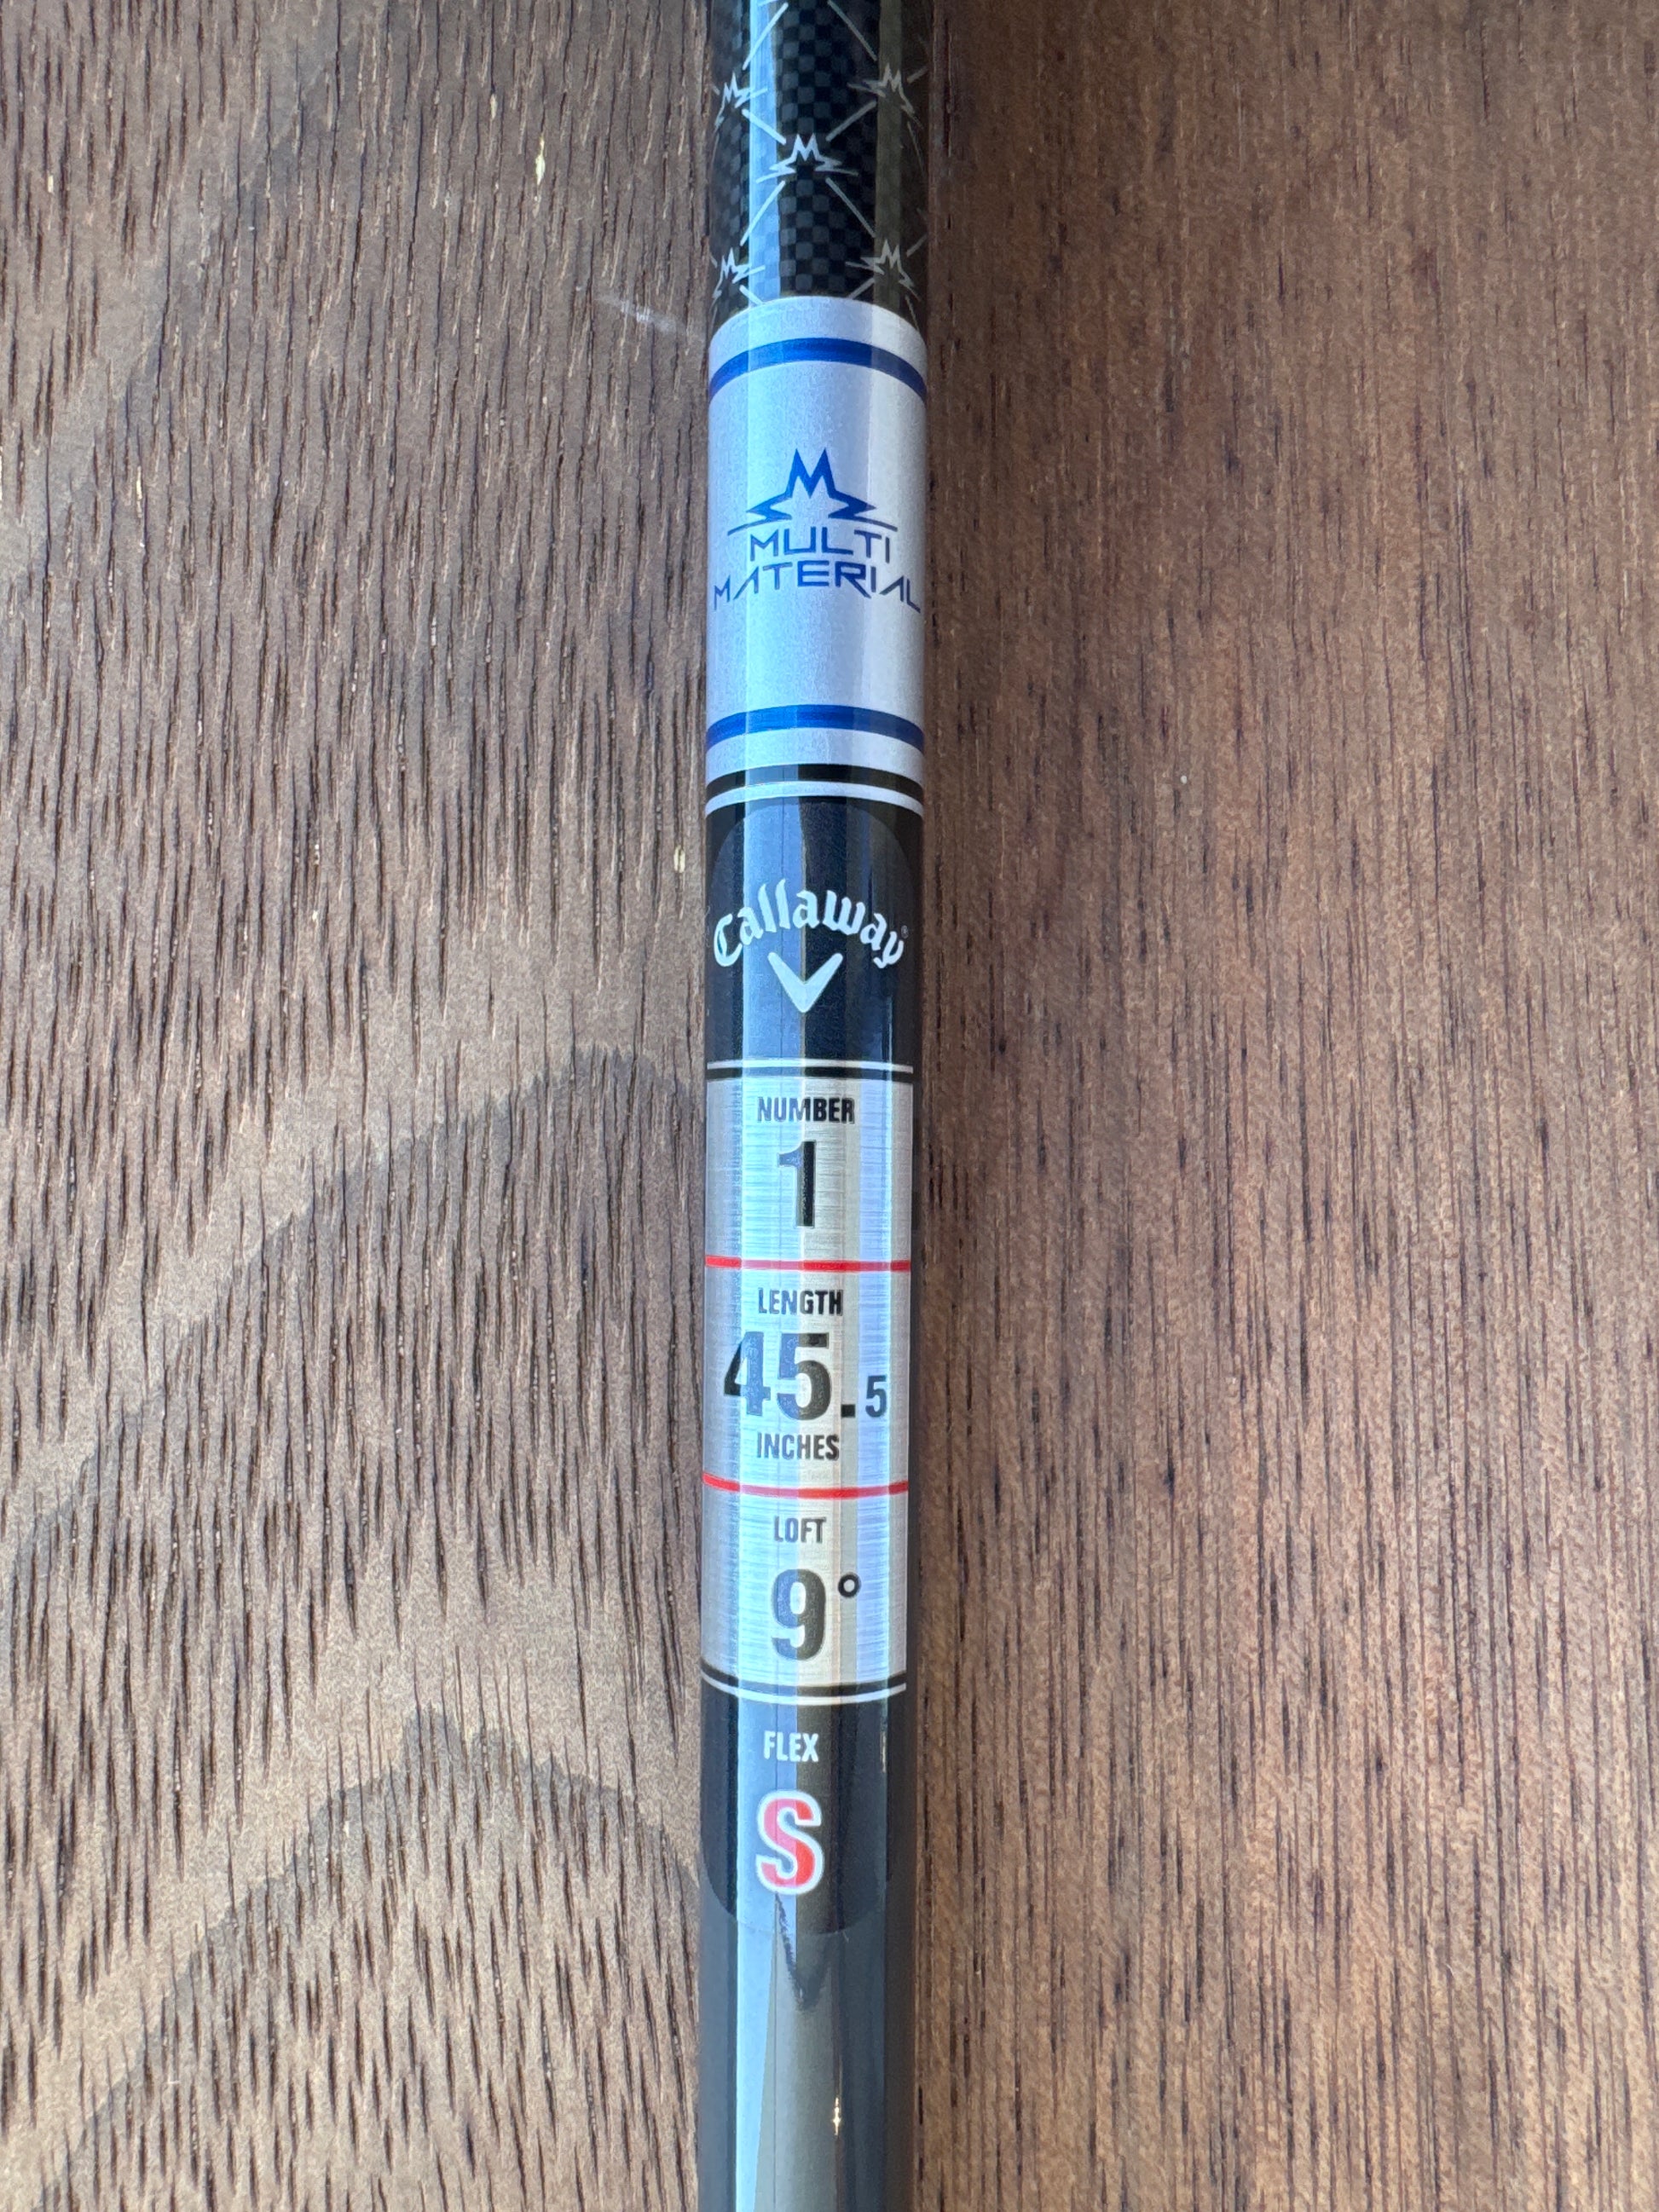 MULTI
MATERIAL
Callaway®
NUMBER
1
LENGTH
45.5
INCHES
LOFT
9°
FLEX
S